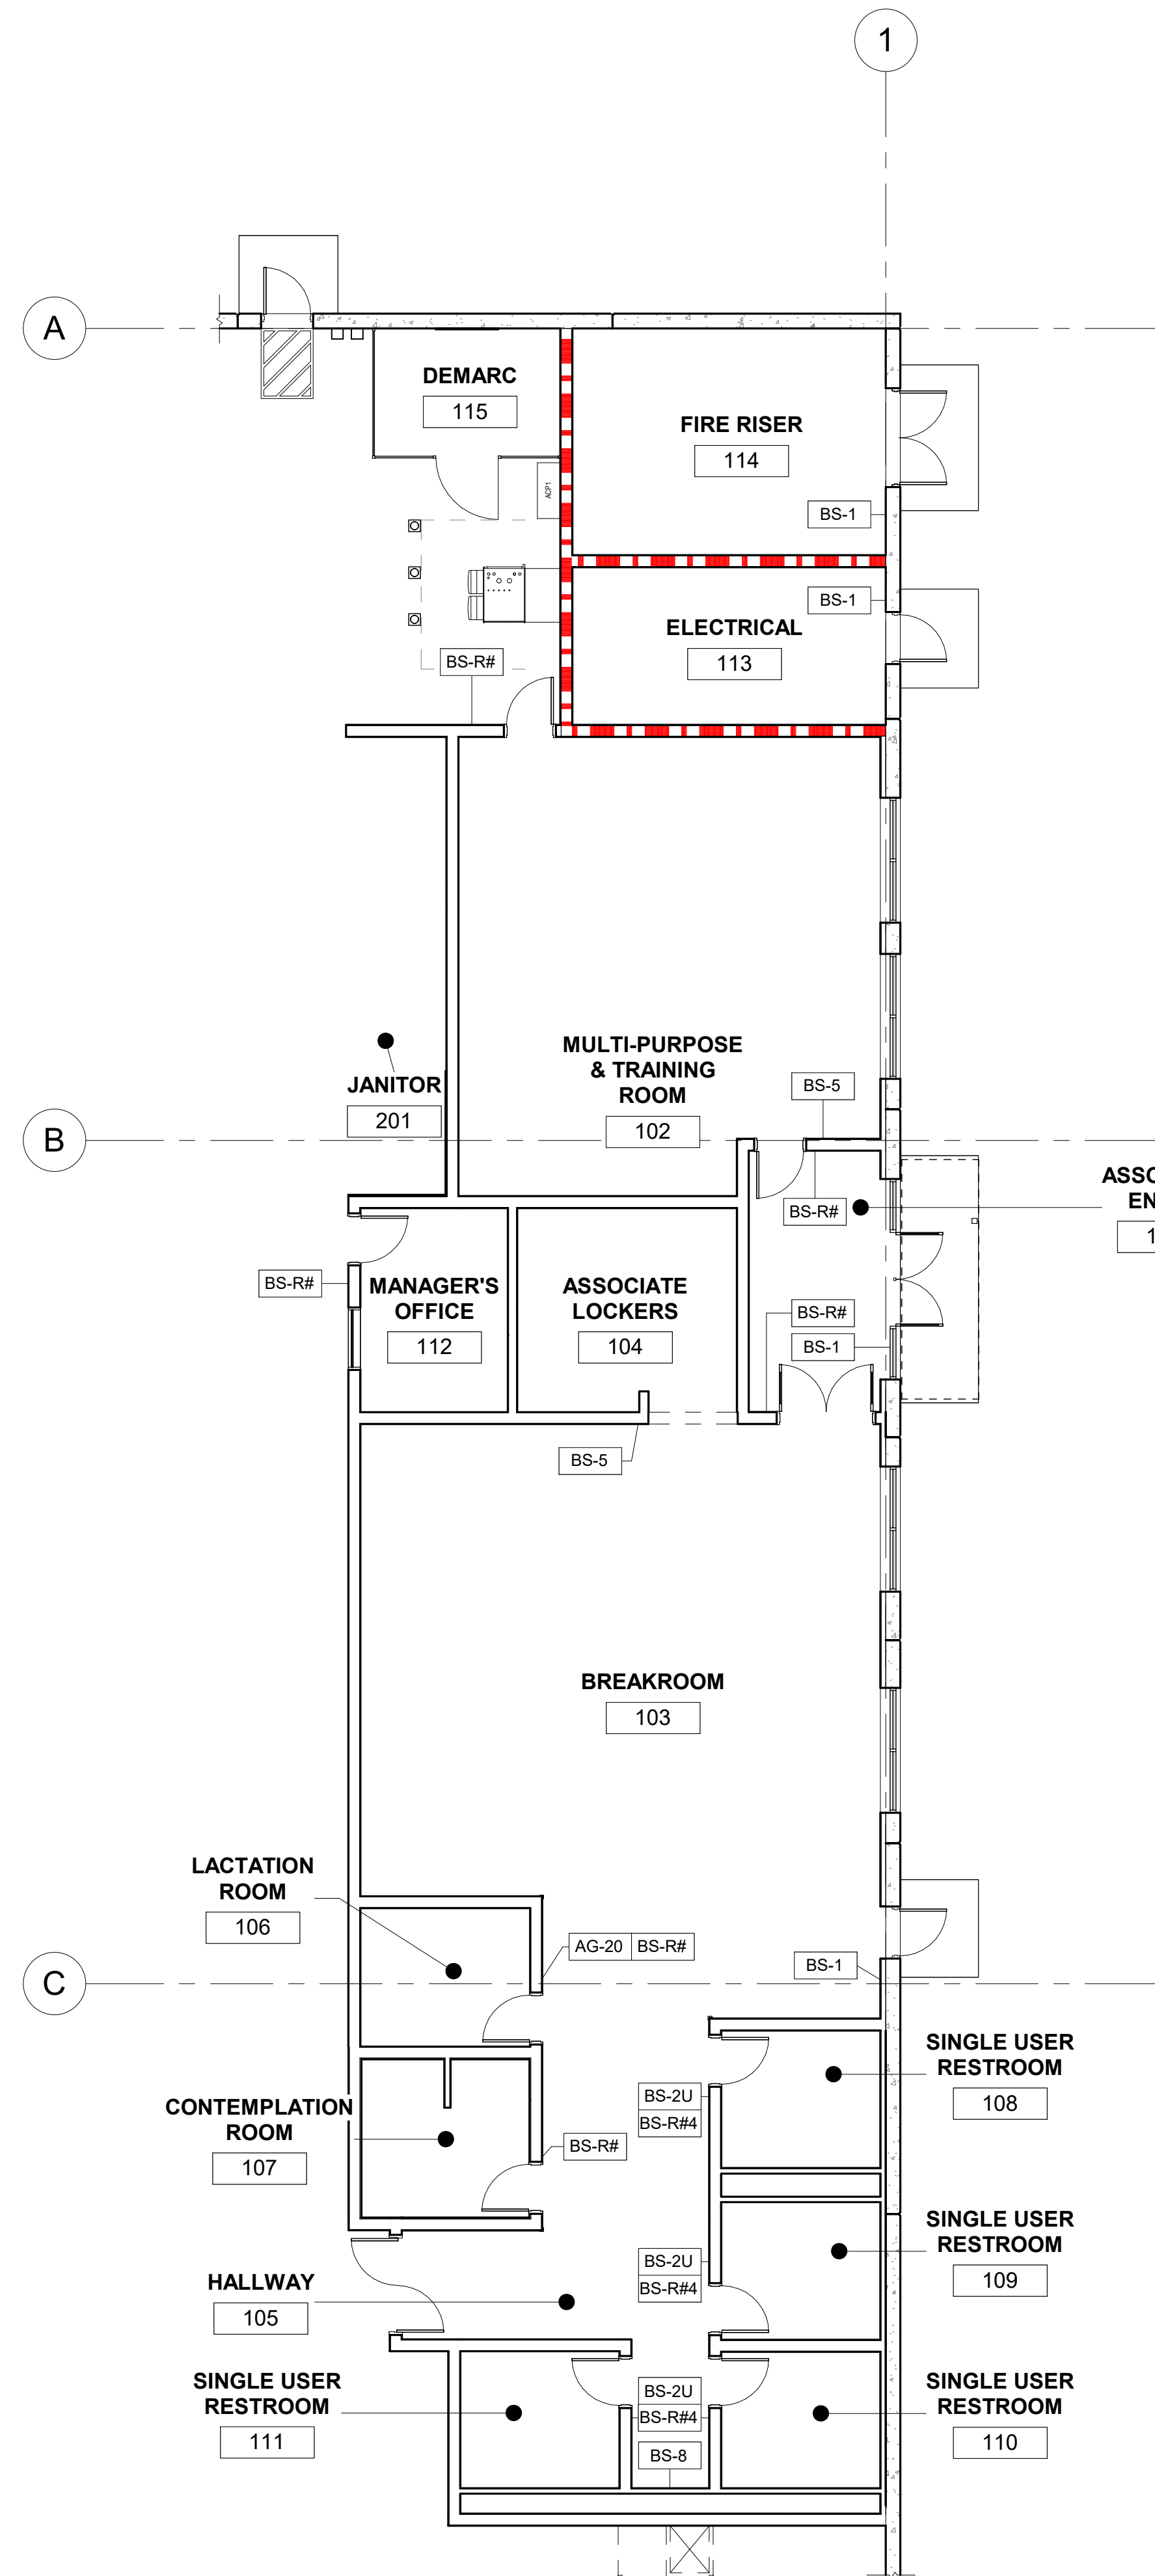 1
A
DEMARC
115
FIRE RISER
114
ACP1
BS-1
BS-1
ELECTRICAL
113
BS-R#
JANITOR
201
MULTI-PURPOSE
& TRAINING
ROOM
102
BS-5
B
BS-R#
ASSO
EN
1
BS-R#
MANAGER'S
OFFICE
112
ASSOCIATE
LOCKERS
104
BS-R#
BS-1
BS-5
BREAKROOM
103
LACTATION
ROOM
106
AG-20 BS-R#
BS-1
C
SINGLE USER
RESTROOM
108
BS-2U
BS-R#4
CONTEMPLATION
ROOM
107
BS-R#
SINGLE USER
RESTROOM
109
BS-2U
BS-R#4
HALLWAY
105
SINGLE USER
RESTROOM
111
BS-2U
BS-R#4
BS-8
SINGLE USER
RESTROOM
110